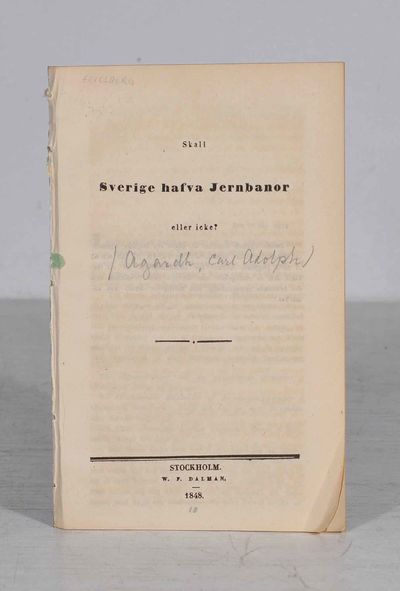 Skall
Sverige hafva Jernbanor
eller icke?
(Agardh, Carl Adolph)
STOCKHOLM.
W. F. DALMAN,
1848.